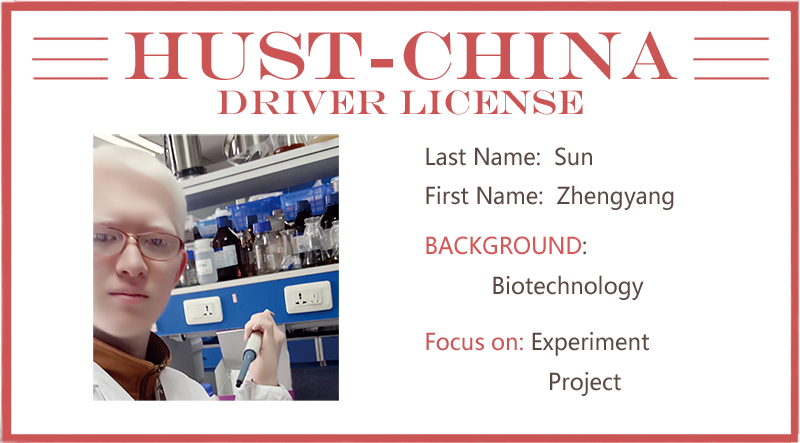 HUST-CHINA
DRIVER LICENSE
Last Name: Sun
First Name: Zhengyang
BACKGROUND:
Biotechnology
Focus on: Experiment
Project